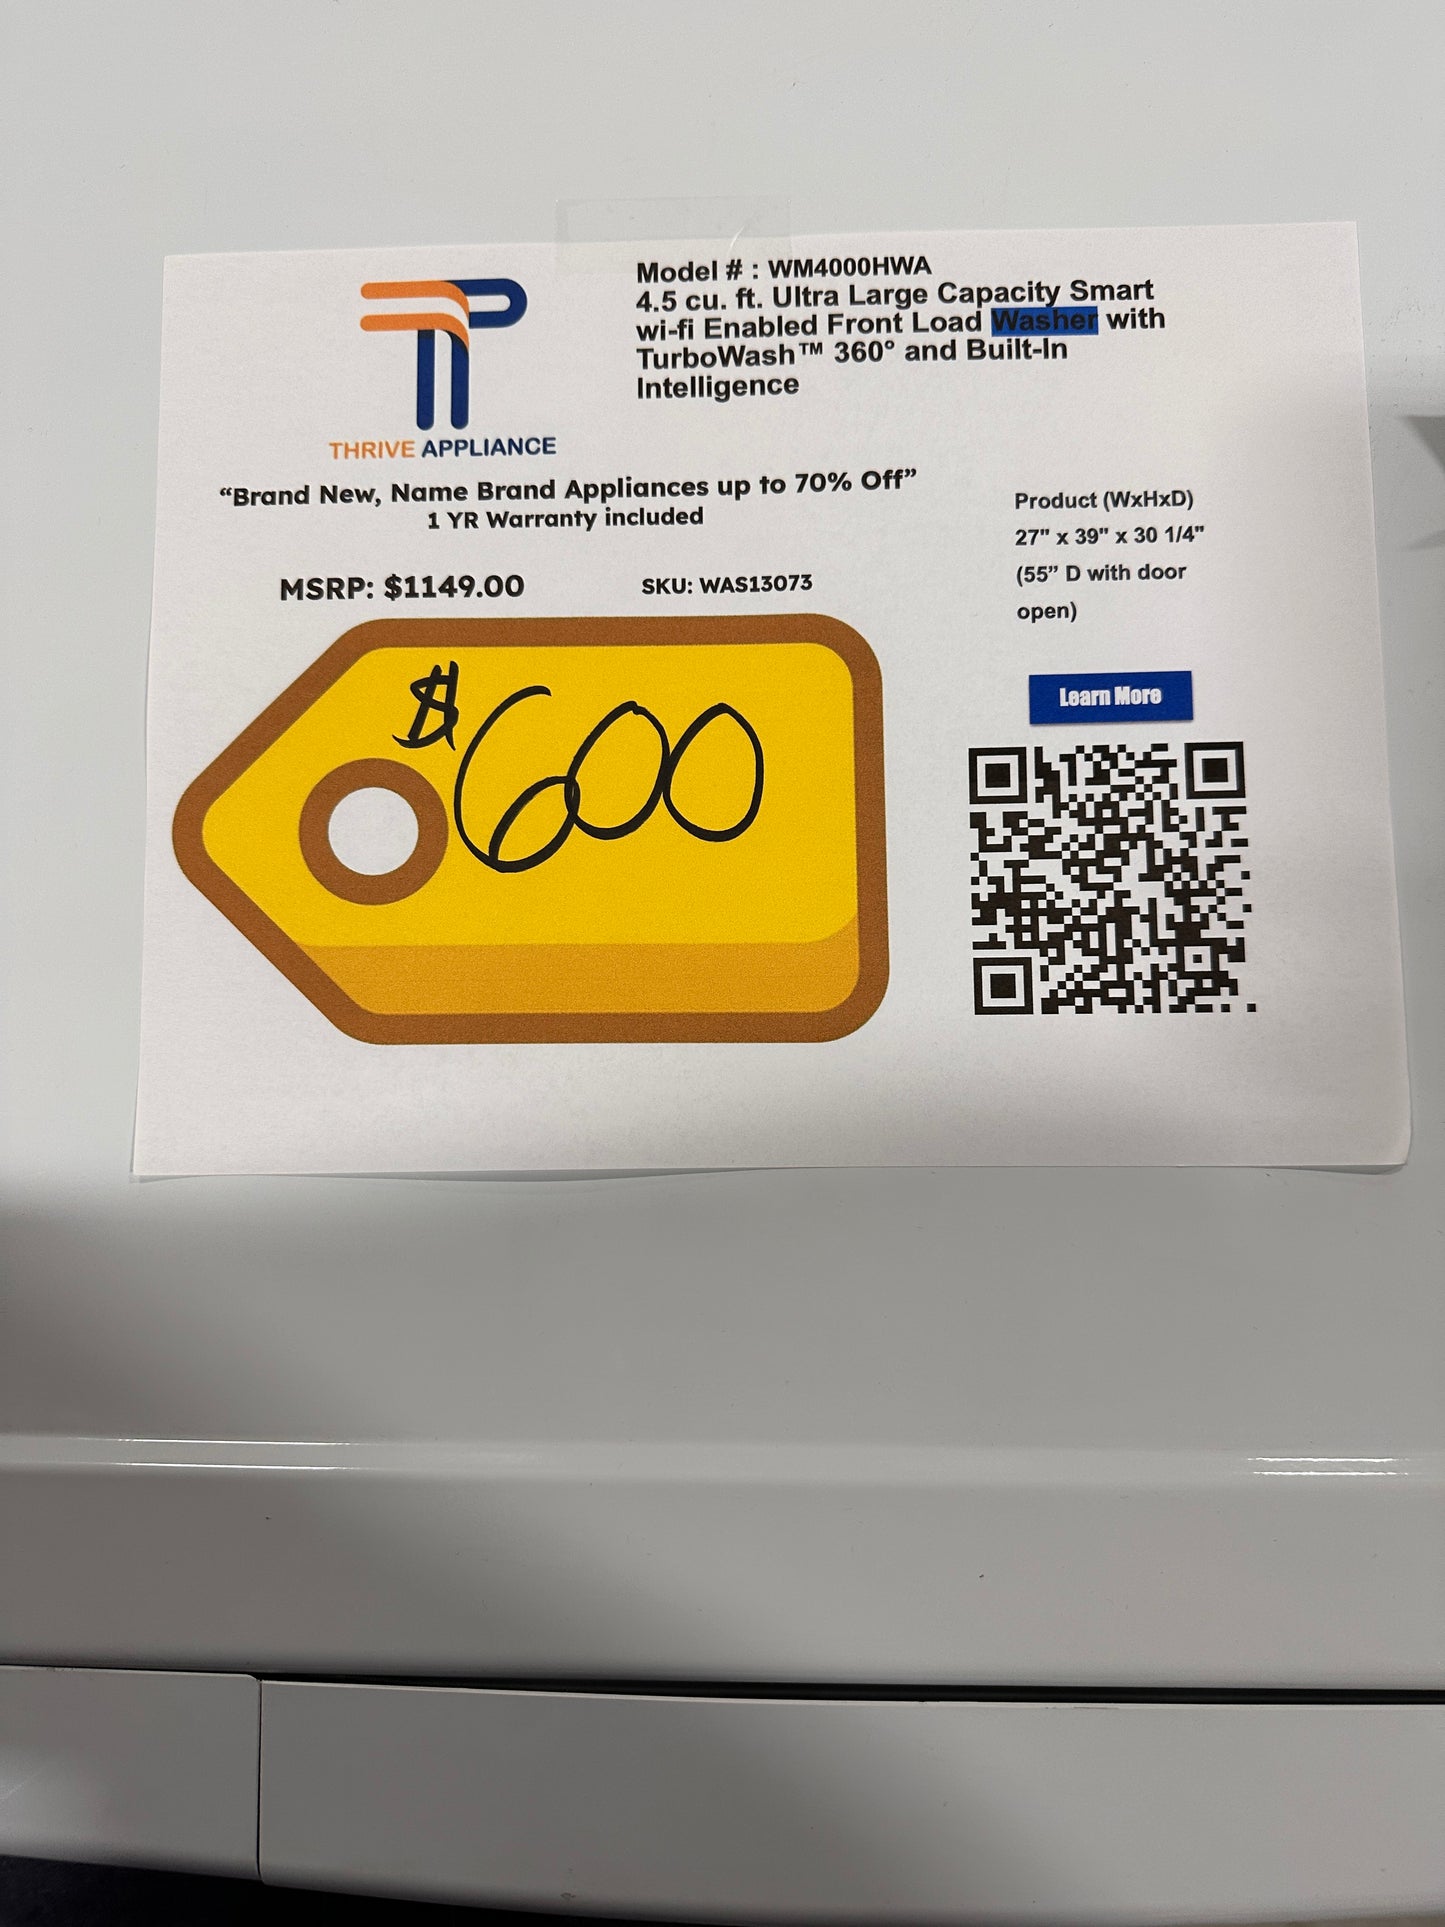 THRIVE APPLIANCE
Model # : WM4000HWA
4.5 cu. ft. Ultra Large Capacity Smart
wi-fi Enabled Front Load Washer with
TurboWash™ 360° and Built-In
Intelligence
“Brand New, Name Brand Appliances up to 70% Off”
1 YR Warranty included
MSRP: $1149.00
SKU: WAS13073
$600
Product (WxHxD)
27" x 39" x 30 1/4"
(55” D with door
open)
Learn More